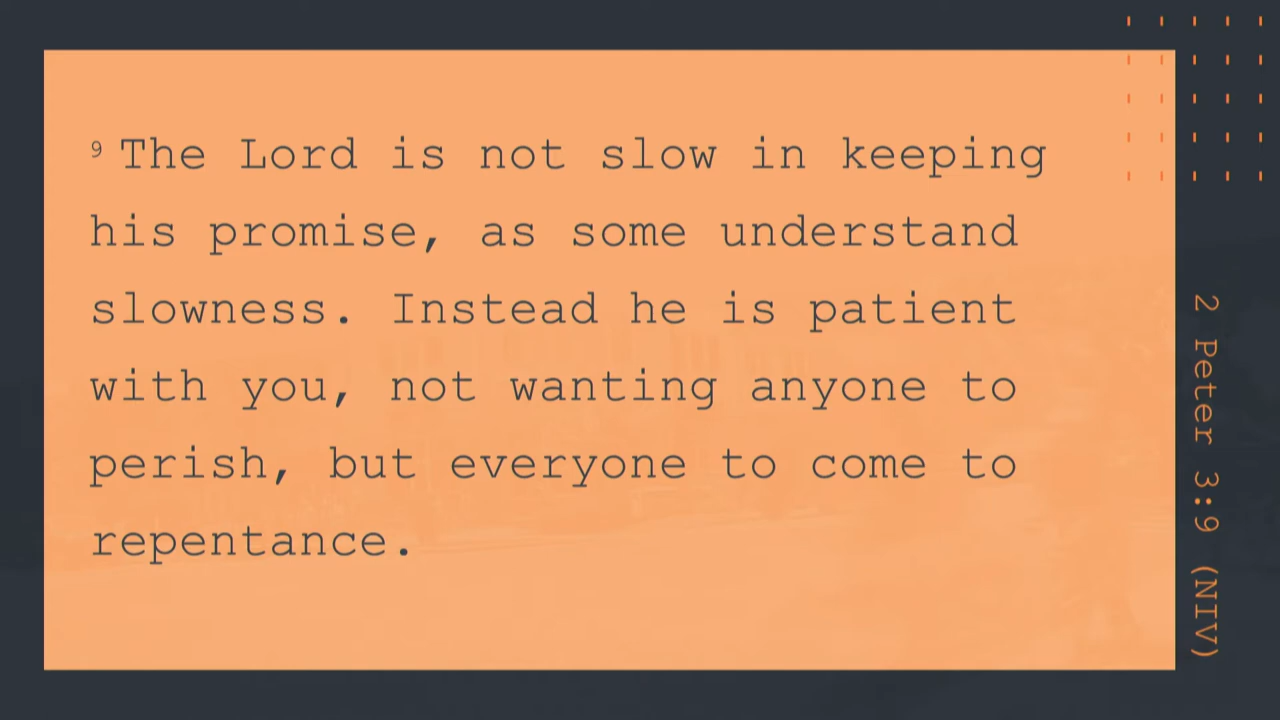 9 The Lord is not slow in keeping
his promise, as some understand
slowness. Instead he is patient
with you, not wanting anyone to
perish, but everyone to come to
repentance.
2 Peter 3:9 (NIV)